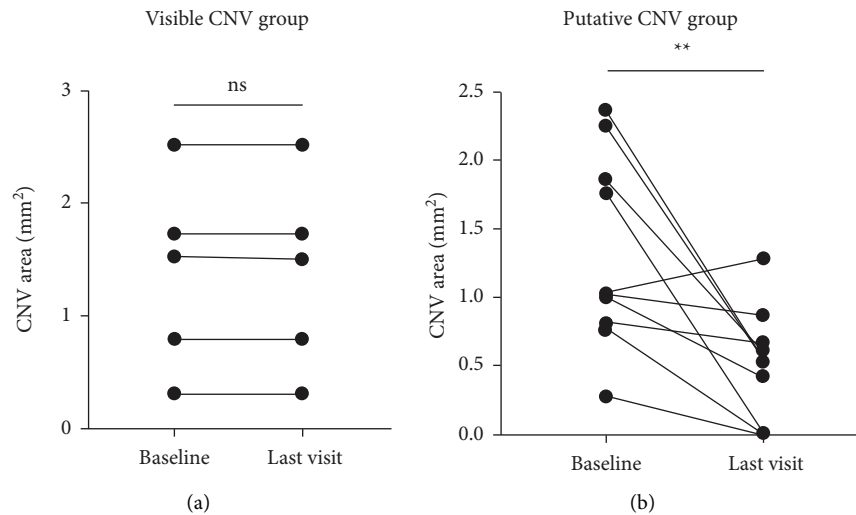 Visible CNV group
ns
3
2
1
0
CNV area (mm²)
Baseline
Last visit
(a)
Putative CNV group
**
2.5
2.0
1.5
1.0
0.5
0.0
CNV area (mm²)
Baseline
Last visit
(b)